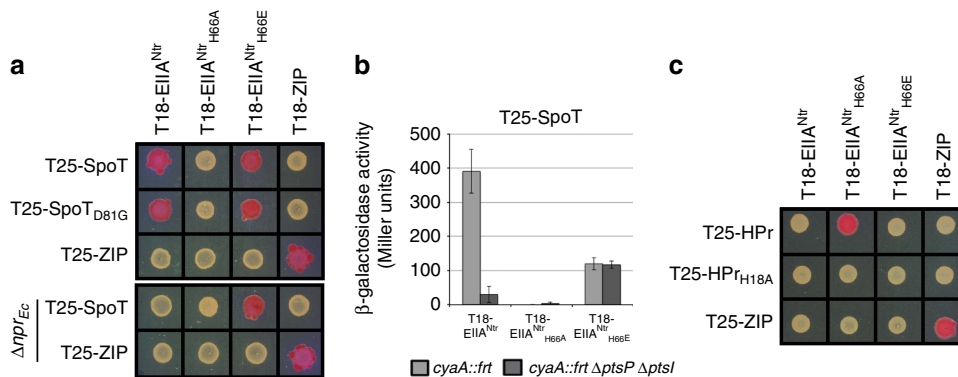 a
T18-EIIA^Ntr
T18-EIIA^Ntr_H66A
T18-EIIA^Ntr_H66E
T18-ZIP
T25-SpoT
T25-SpoT_D81G
T25-ZIP
Δnpr_Ec
T25-SpoT
T25-ZIP
b
T25-SpoT
β-galactosidase activity
(Miller units)
500
400
300
200
100
0
T18-
EIIA^Ntr
T18-
EIIA^Ntr_H66A
T18-
EIIA^Ntr_H66E
cyaA::frt
cyaA::frt ΔptsP ΔptsI
c
T18-EIIA^Ntr
T18-EIIA^Ntr_H66A
T18-EIIA^Ntr_H66E
T18-ZIP
T25-HPr
T25-HPr_H18A
T25-ZIP